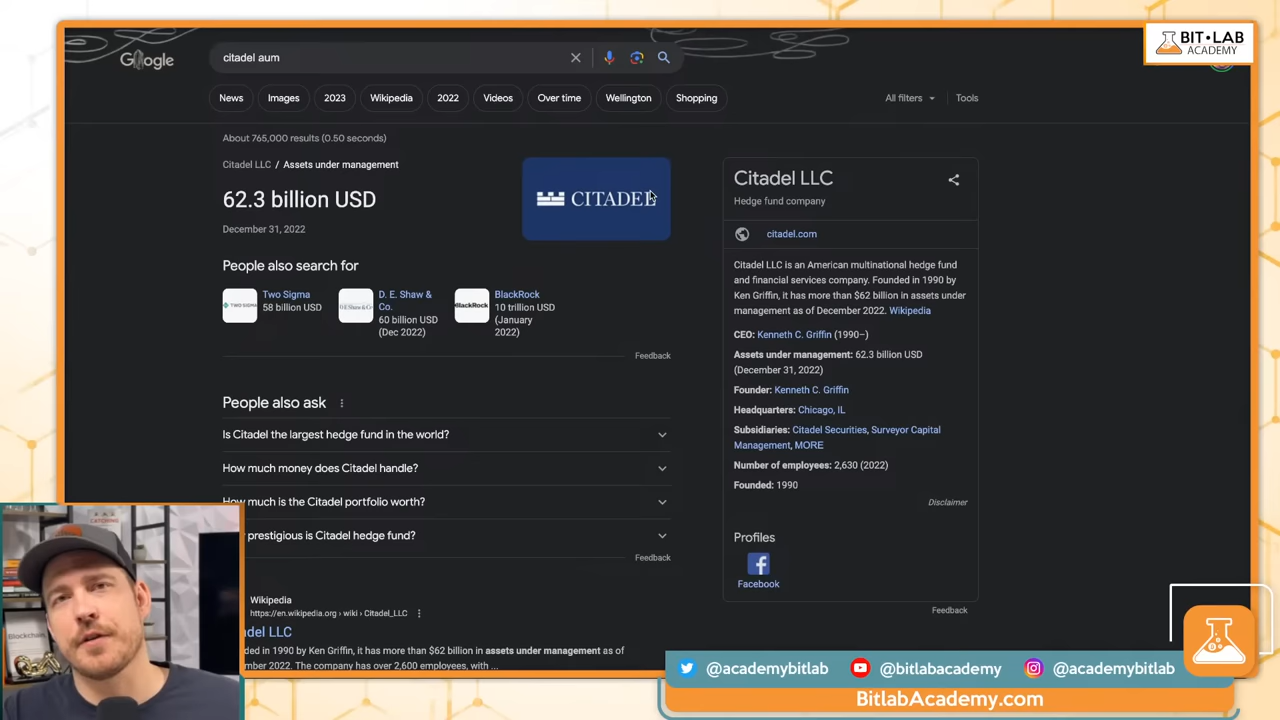 BIT•LAB
ACADEMY
Google
citadel aum
News
Images
2023
Wikipedia
2022
Videos
Over time
Wellington
Shopping
All filters
Tools
About 765,000 results (0.50 seconds)
Citadel LLC / Assets under management
62.3 billion USD
December 31, 2022
CITADEL
People also search for
TWO SIGMA
Two Sigma
58 billion USD
D E Shaw & Co
D. E. Shaw &
Co.
60 billion USD
(Dec 2022)
BlackRock
BlackRock
10 trillion USD
(January
2022)
Feedback
People also ask
Is Citadel the largest hedge fund in the world?
How much money does Citadel handle?
How much is the Citadel portfolio worth?
prestigious is Citadel hedge fund?
Feedback
Wikipedia
https://en.wikipedia.org › wiki › Citadel_LLC
adel LLC
ded in 1990 by Ken Griffin, it has more than $62 billion in assets under management as of
mber 2022. The company has over 2,600 employees, with ...
Citadel LLC
Hedge fund company
citadel.com
Citadel LLC is an American multinational hedge fund
and financial services company. Founded in 1990 by
Ken Griffin, it has more than $62 billion in assets under
management as of December 2022. Wikipedia
CEO: Kenneth C. Griffin (1990–)
Assets under management: 62.3 billion USD
(December 31, 2022)
Founder: Kenneth C. Griffin
Headquarters: Chicago, IL
Subsidiaries: Citadel Securities, Surveyor Capital
Management, MORE
Number of employees: 2,630 (2022)
Founded: 1990
Disclaimer
Profiles
Facebook
Feedback
CATCHING
Blockchain
@academybitlab
@bitlabacademy
@academybitlab
BitlabAcademy.com